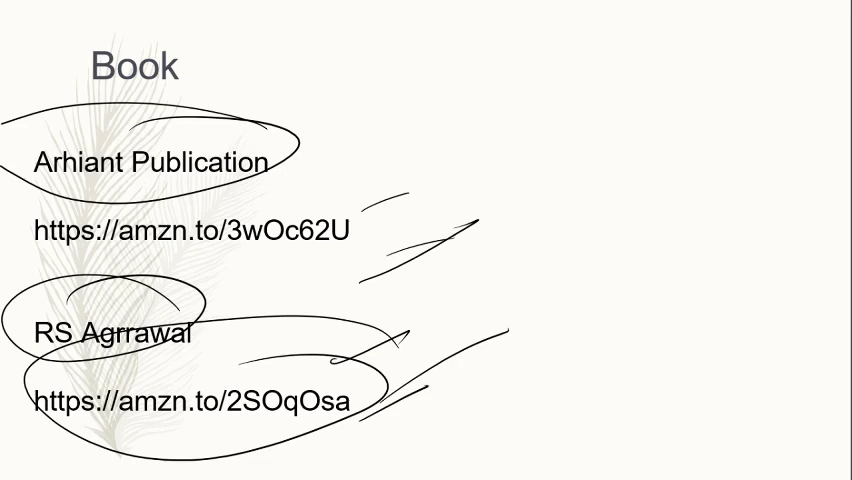 Book
Arhiant Publication
https://amzn.to/3wOc62U
RS Agrrawal
https://amzn.to/2SOqOsa